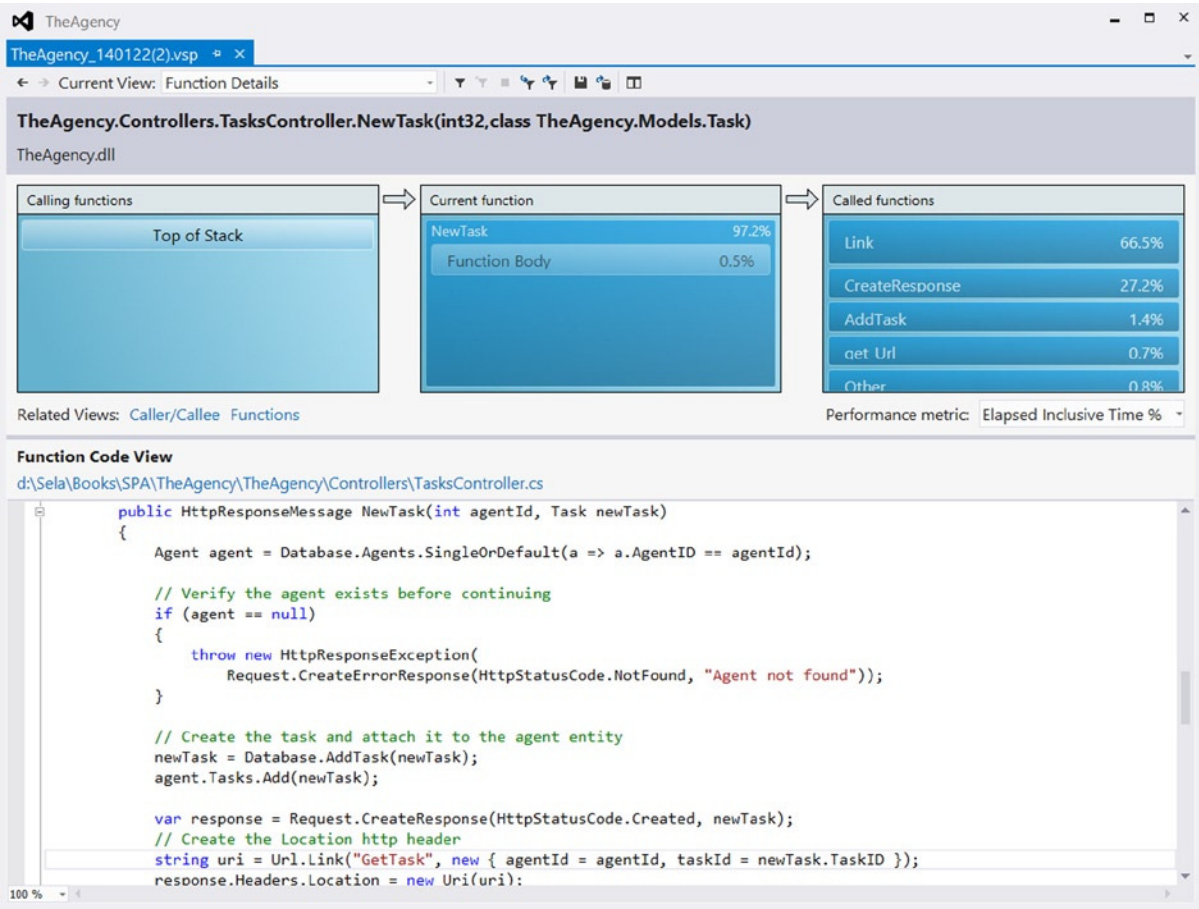 TheAgency
TheAgency_140122(2).vsp
Current View: Function Details
TheAgency.Controllers.TasksController.NewTask(int32,class TheAgency.Models.Task)
TheAgency.dll
Calling functions
Top of Stack
Current function
NewTask 97.2%
Function Body 0.5%
Called functions
Link 66.5%
CreateResponse 27.2%
AddTask 1.4%
get_Url 0.7%
Other 0.8%
Related Views: Caller/Callee Functions
Performance metric: Elapsed Inclusive Time %
Function Code View
d:\Sela\Books\SPA\TheAgency\TheAgency\Controllers\TasksController.cs
public HttpResponseMessage NewTask(int agentId, Task newTask)
{
Agent agent = Database.Agents.SingleOrDefault(a => a.AgentID == agentId);
// Verify the agent exists before continuing
if (agent == null)
{
throw new HttpResponseException(
Request.CreateErrorResponse(HttpStatusCode.NotFound, "Agent not found"));
}
// Create the task and attach it to the agent entity
newTask = Database.AddTask(newTask);
agent.Tasks.Add(newTask);
var response = Request.CreateResponse(HttpStatusCode.Created, newTask);
// Create the Location http header
string uri = Url.Link("GetTask", new { agentId = agentId, taskId = newTask.TaskID });
response.Headers.Location = new Uri(uri);
100 %